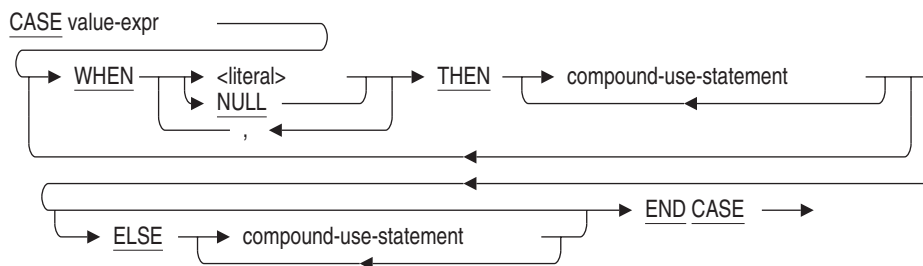 CASE value-expr
WHEN <literal> THEN compound-use-statement
NULL
,
END CASE
ELSE compound-use-statement